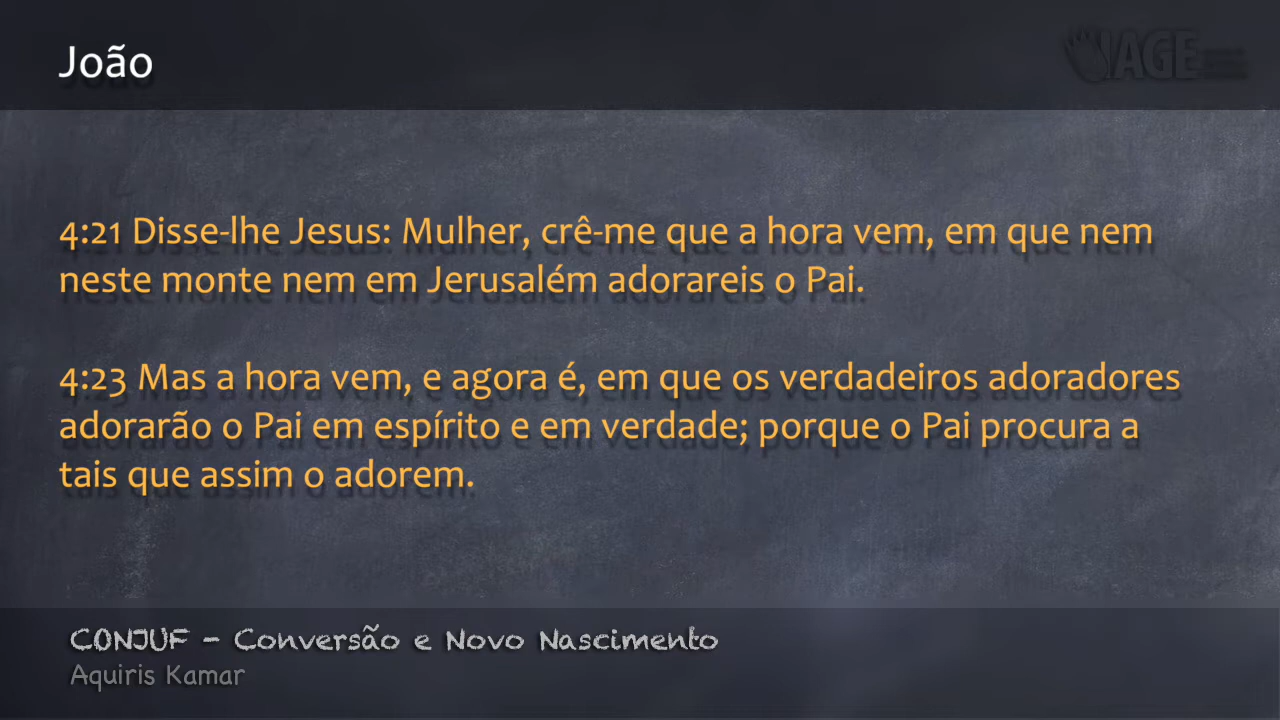 João
IAGE
4:21 Disse-lhe Jesus: Mulher, crê-me que a hora vem, em que nem
neste monte nem em Jerusalém adorareis o Pai.
4:23 Mas a hora vem, e agora é, em que os verdadeiros adoradores
adorarão o Pai em espírito e em verdade; porque o Pai procura a
tais que assim o adorem.
CONJUF - Conversão e Novo Nascimento
Aquiris Kamar